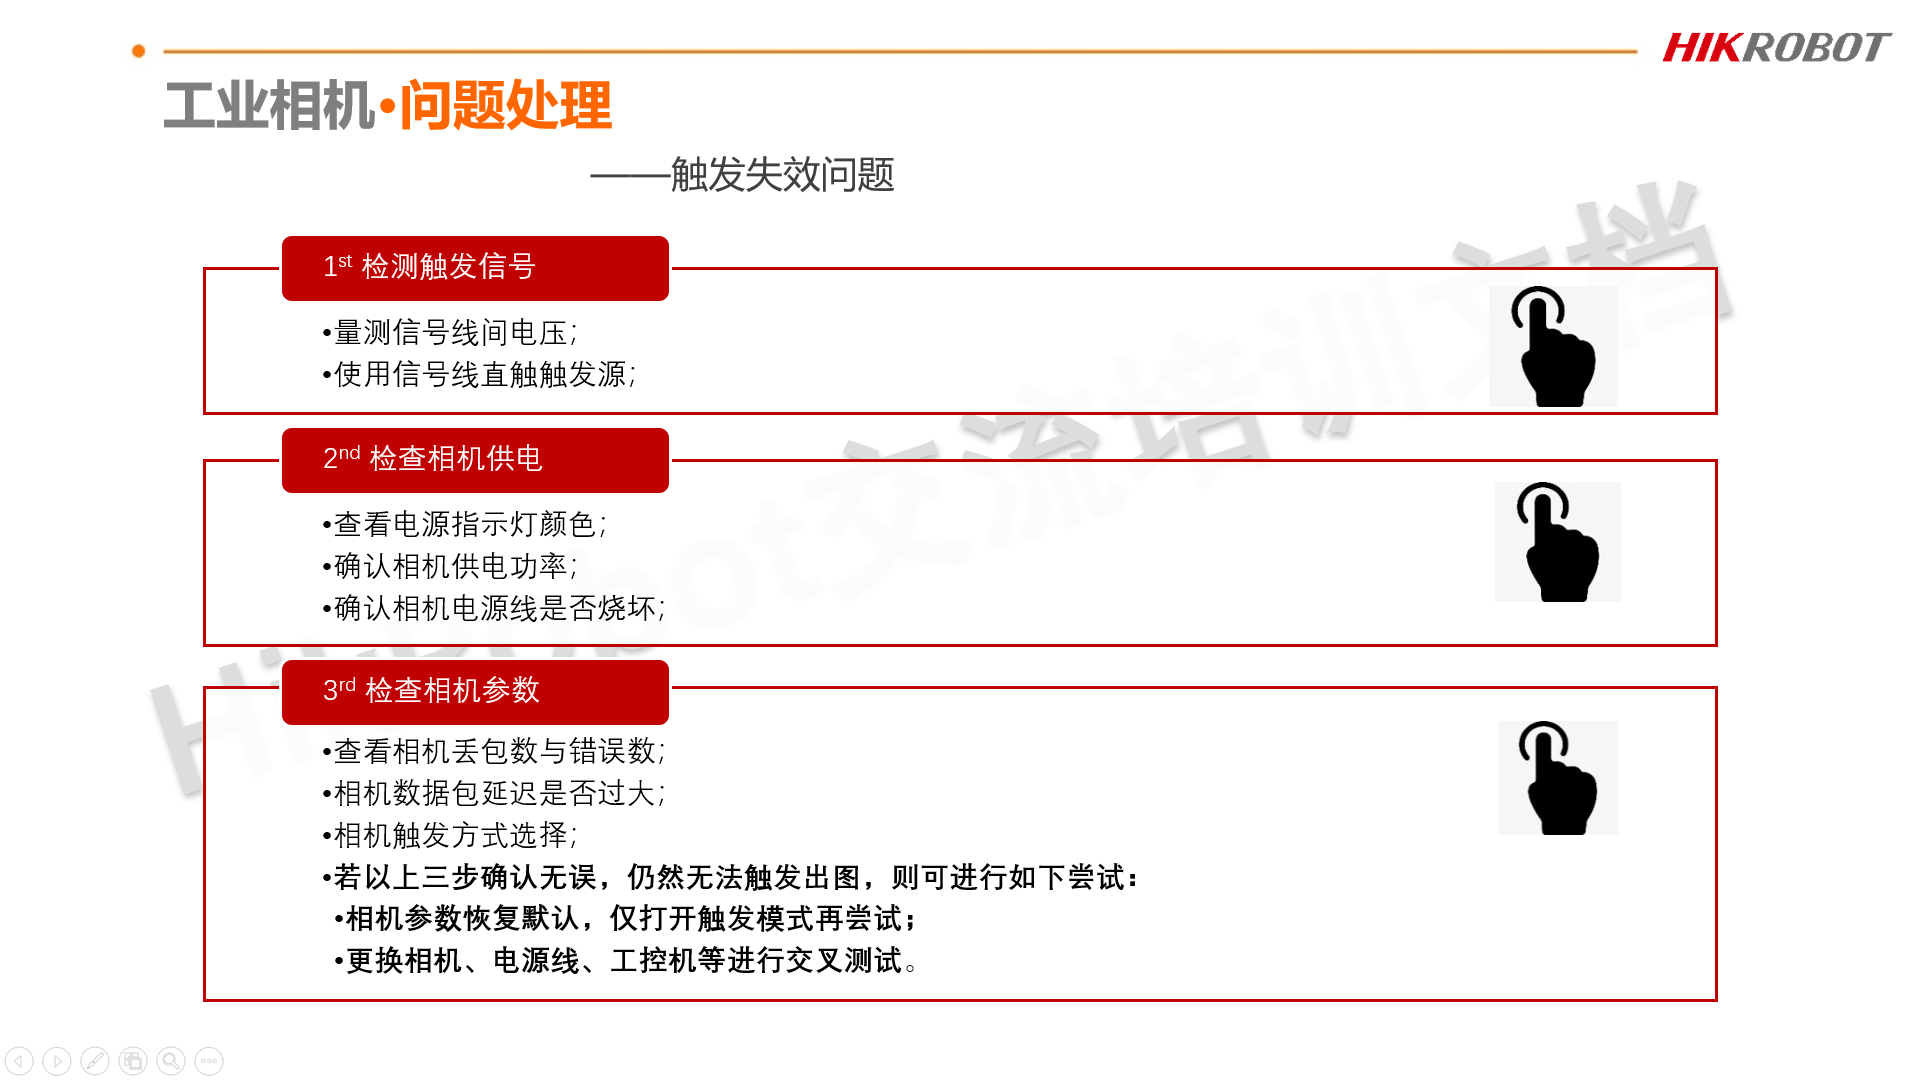 HIKROBOT
工业相机•问题处理
——触发失效问题
1st 检测触发信号
•量测信号线间电压；
•使用信号线直触触发源；
2nd 检查相机供电
•查看电源指示灯颜色；
•确认相机供电功率；
•确认相机电源线是否烧坏；
3rd 检查相机参数
•查看相机丢包数与错误数；
•相机数据包延迟是否过大；
•相机触发方式选择；
•若以上三步确认无误，仍然无法触发出图，则可进行如下尝试：
•相机参数恢复默认，仅打开触发模式再尝试；
•更换相机、电源线、工控机等进行交叉测试。
HikRobot交流培训文档